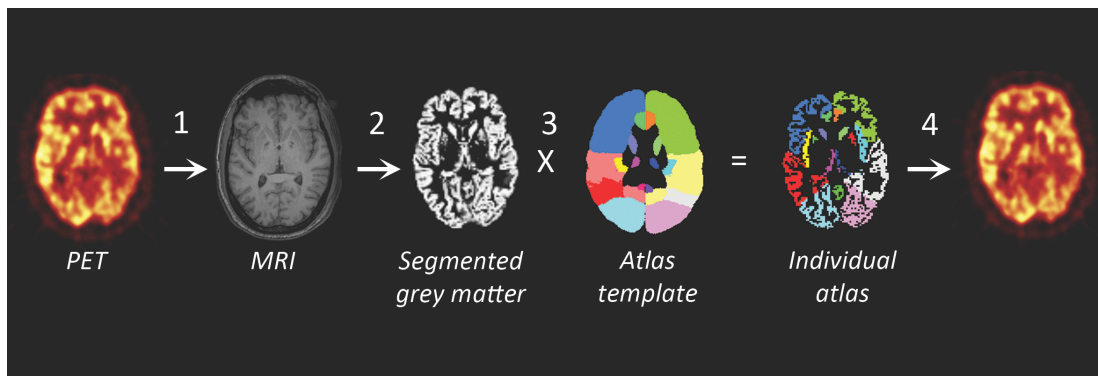 1
2
3
X
=
4
PET
MRI
Segmented
grey matter
Atlas
template
Individual
atlas